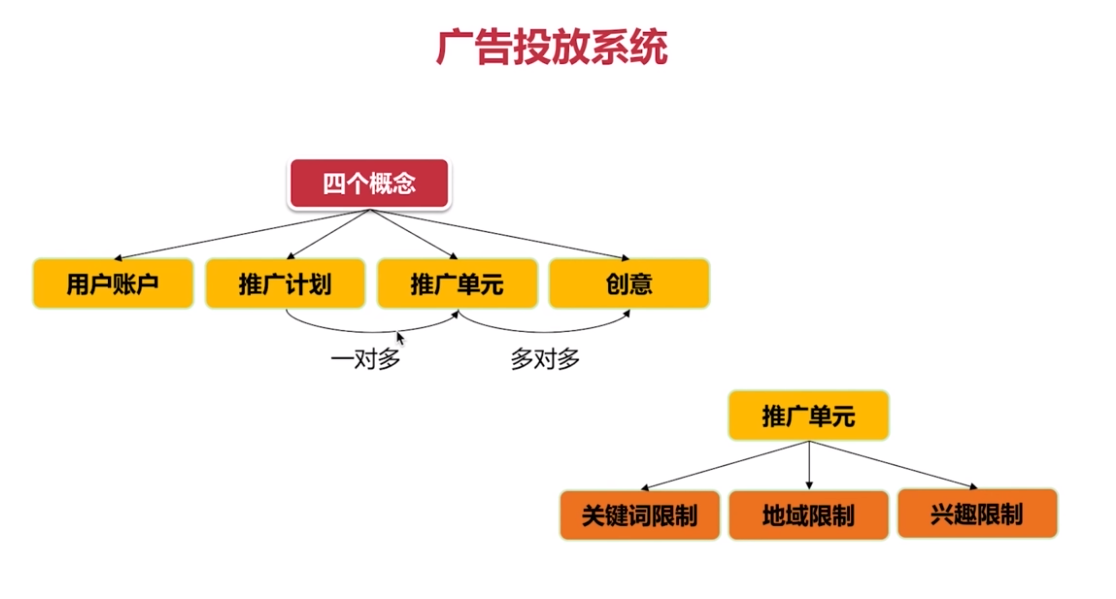 广告投放系统
四个概念
用户账户
推广计划
推广单元
创意
一对多
多对多
推广单元
关键词限制
地域限制
兴趣限制